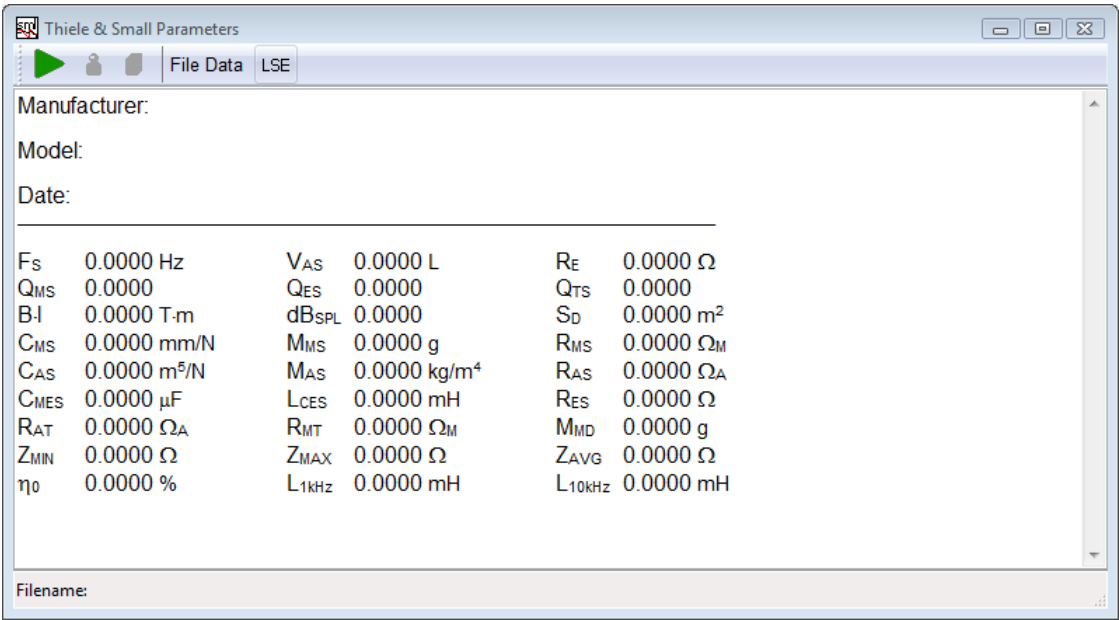 Thiele & Small Parameters
File Data LSE
Manufacturer:
Model:
Date:
Fs 0.0000 Hz VAS 0.0000 L RE 0.0000 Ω
QMS 0.0000 QES 0.0000 QTS 0.0000
B·l 0.0000 T·m dBSPL 0.0000 SD 0.0000 m²
CMS 0.0000 mm/N MMS 0.0000 g RMS 0.0000 ΩM
CAS 0.0000 m⁵/N MAS 0.0000 kg/m⁴ RAS 0.0000 ΩA
CMES 0.0000 μF LCES 0.0000 mH RES 0.0000 Ω
RAT 0.0000 ΩA RMT 0.0000 ΩM MMD 0.0000 g
ZMIN 0.0000 Ω ZMAX 0.0000 Ω ZAVG 0.0000 Ω
η0 0.0000 % L1kHz 0.0000 mH L10kHz 0.0000 mH
Filename: